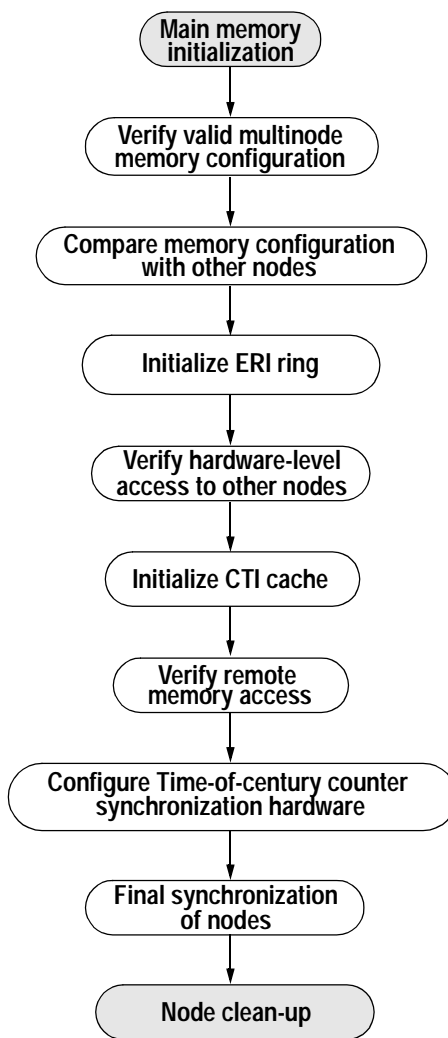 Main memory
initialization
Verify valid multinode
memory configuration
Compare memory configuration
with other nodes
Initialize ERI ring
Verify hardware-level
access to other nodes
Initialize CTI cache
Verify remote
memory access
Configure Time-of-century counter
synchronization hardware
Final synchronization
of nodes
Node clean-up